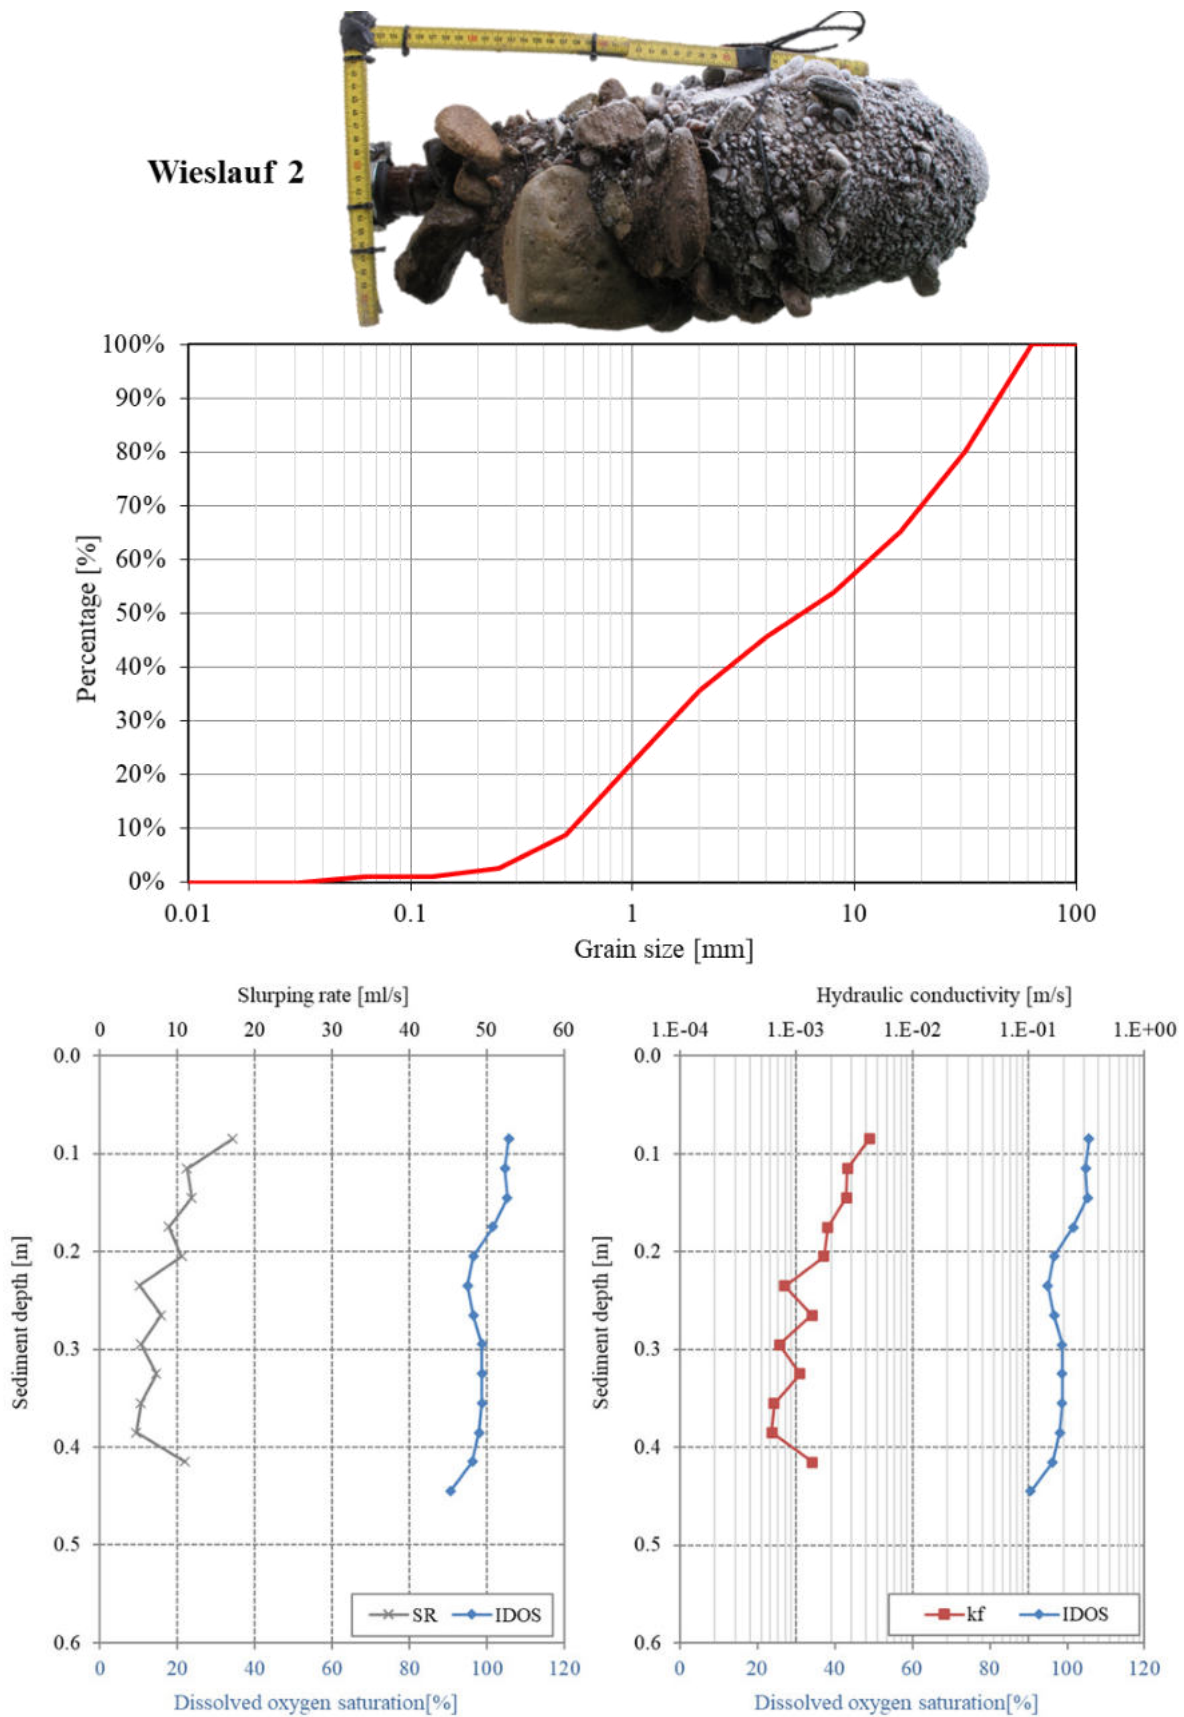 Wieslauf 2
100%
90%
80%
70%
60%
50%
40%
30%
20%
10%
0%
Percentage [%]
0.01 0.1 1 10 100
Grain size [mm]
Slurping rate [ml/s]
0 10 20 30 40 50 60
0.0
0.1
0.2
0.3
0.4
0.5
0.6
Sediment depth [m]
SR IDOS
0 20 40 60 80 100 120
Dissolved oxygen saturation[%]
Hydraulic conductivity [m/s]
1.E-04 1.E-03 1.E-02 1.E-01 1.E+00
0.0
0.1
0.2
0.3
0.4
0.5
0.6
Sediment depth [m]
kf IDOS
0 20 40 60 80 100 120
Dissolved oxygen saturation[%]